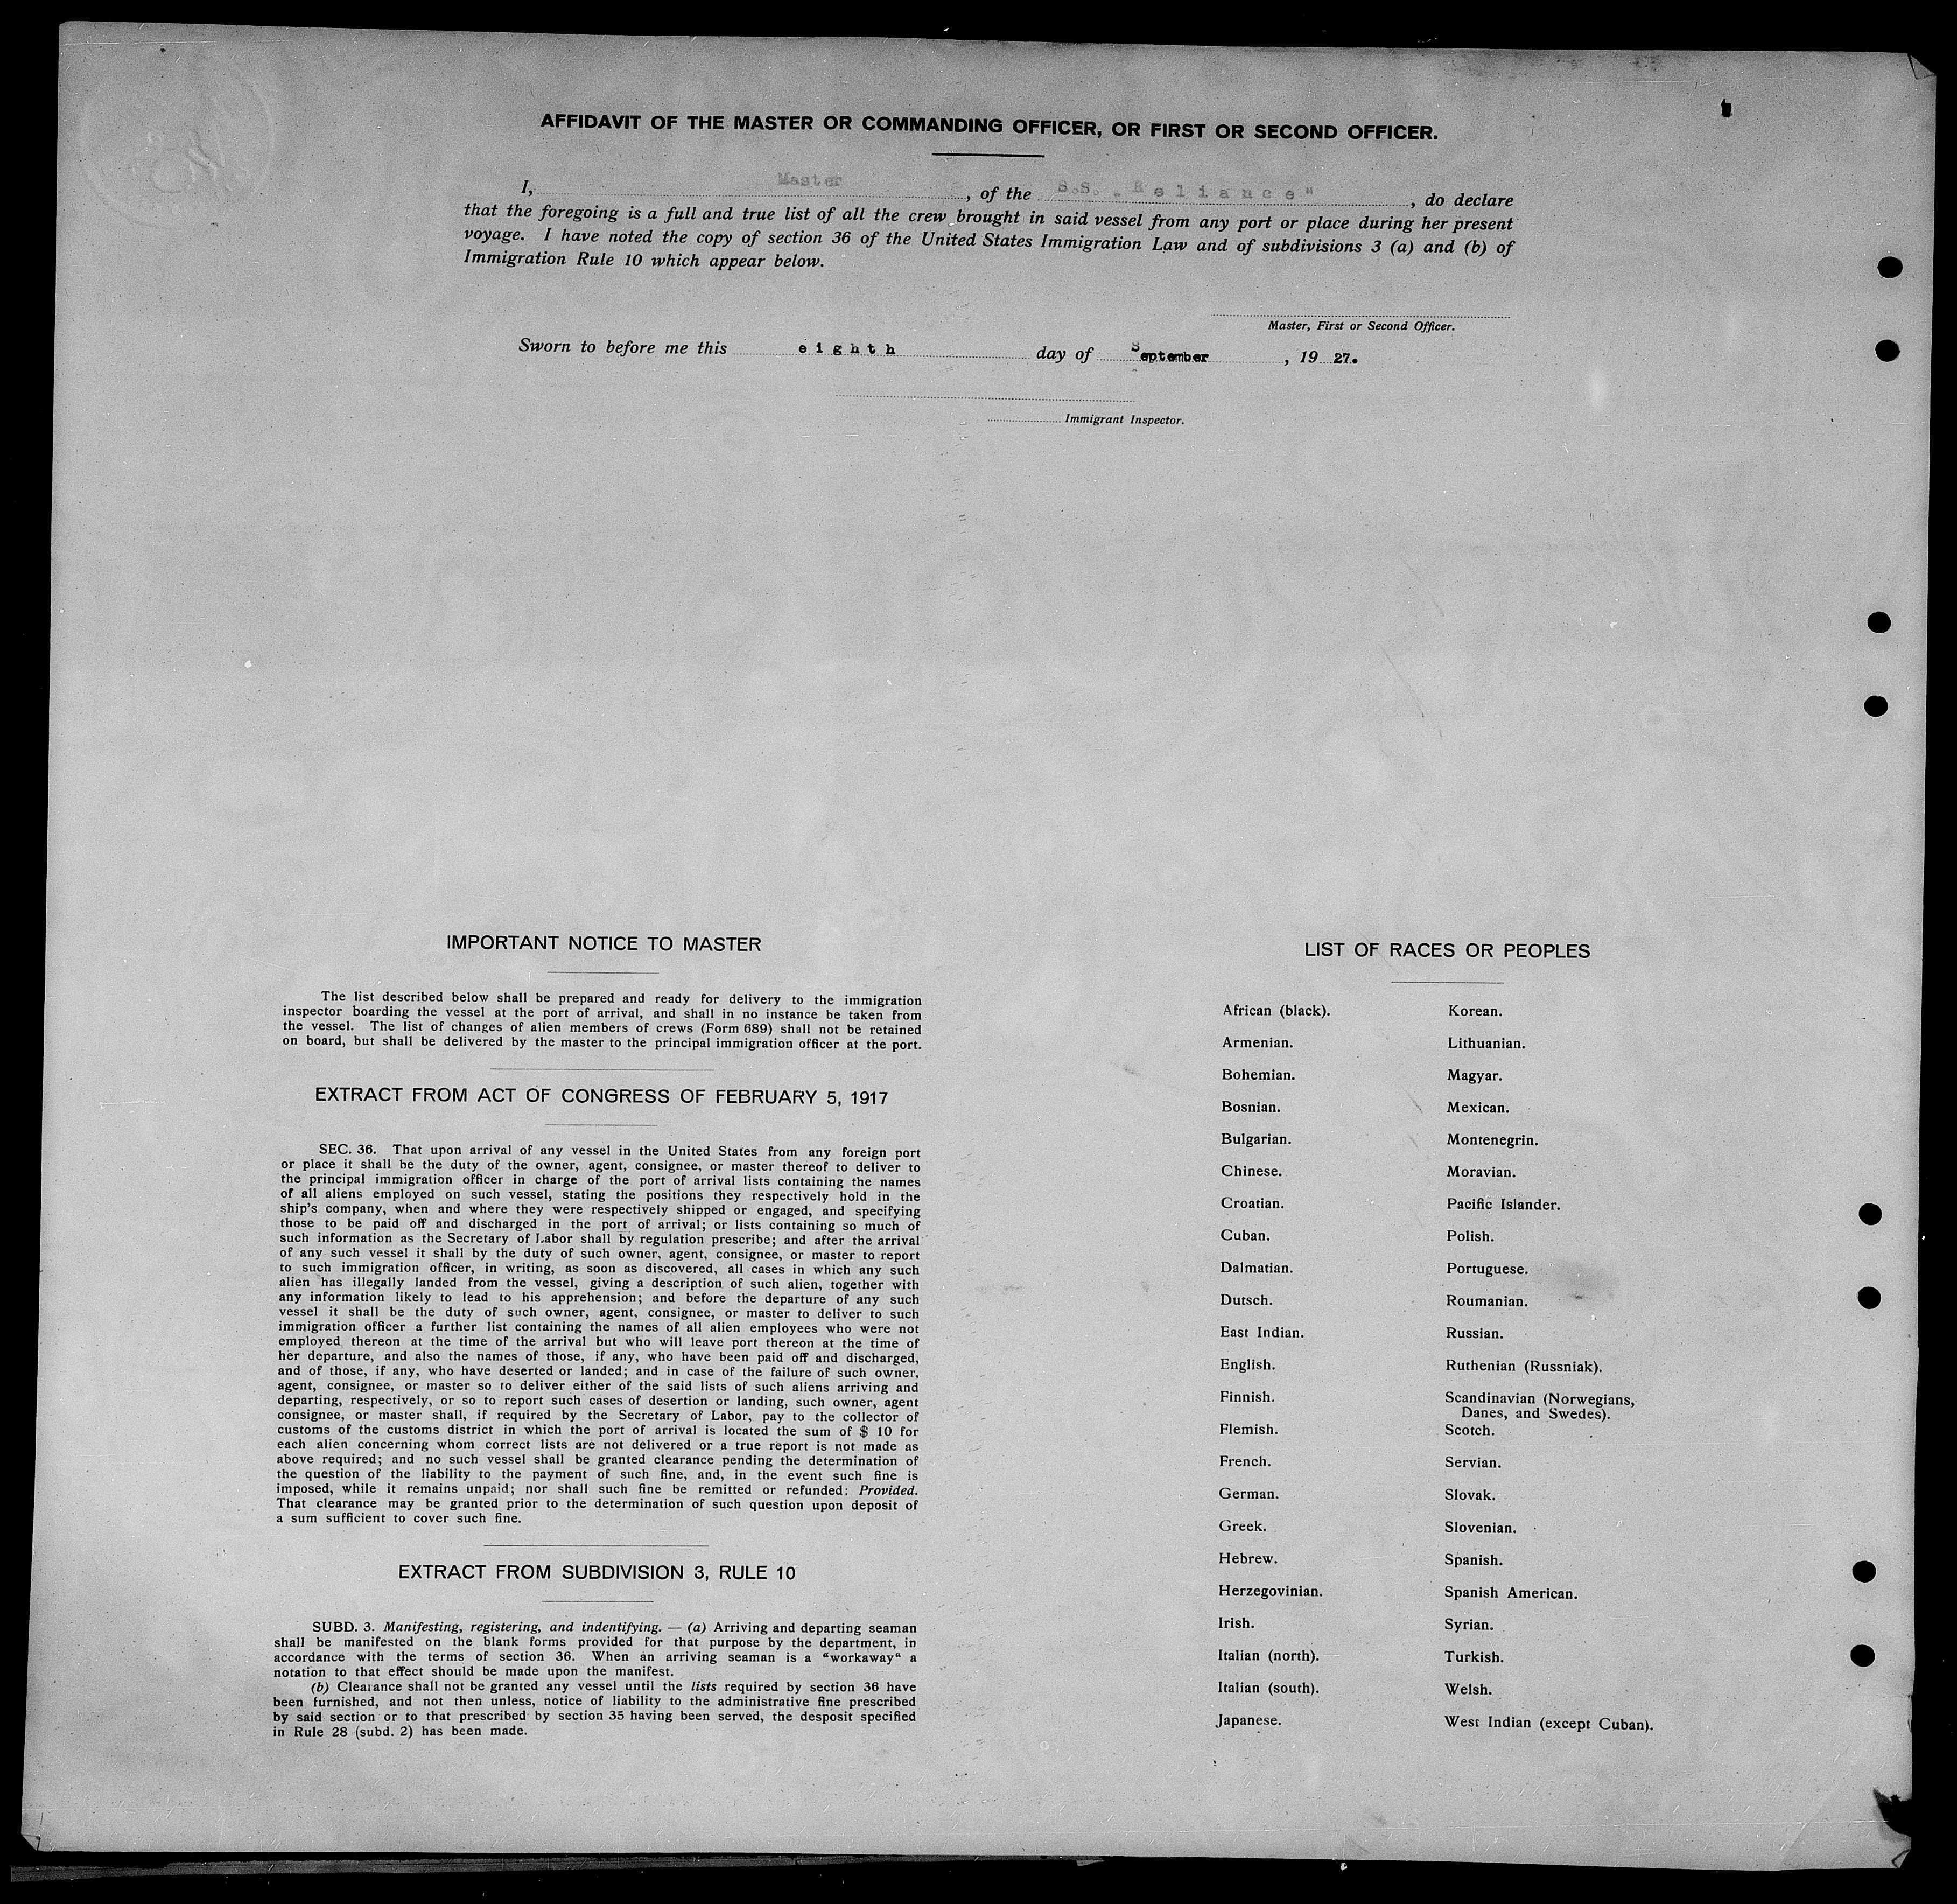 AFFIDAVIT OF THE MASTER OR COMMANDING OFFICER, OR FIRST OR SECOND OFFICER.
I, Master, of the S.S. „Reliance“, do declare
that the foregoing is a full and true list of all the crew brought in said vessel from any port or place during her present
voyage. I have noted the copy of section 36 of the United States Immigration Law and of subdivisions 3 (a) and (b) of
Immigration Rule 10 which appear below.
Master, First or Second Officer.
Sworn to before me this eighth day of September, 19 27.
Immigrant Inspector.
IMPORTANT NOTICE TO MASTER
The list described below shall be prepared and ready for delivery to the immigration
inspector boarding the vessel at the port of arrival, and shall in no instance be taken from
the vessel. The list of changes of alien members of crews (Form 689) shall not be retained
on board, but shall be delivered by the master to the principal immigration officer at the port.
EXTRACT FROM ACT OF CONGRESS OF FEBRUARY 5, 1917
SEC. 36. That upon arrival of any vessel in the United States from any foreign port
or place it shall be the duty of the owner, agent, consignee, or master thereof to deliver to
the principal immigration officer in charge of the port of arrival lists containing the names
of all aliens employed on such vessel, stating the positions they respectively hold in the
ship's company, when and where they were respectively shipped or engaged, and specifying
those to be paid off and discharged in the port of arrival; or lists containing so much of
such information as the Secretary of Labor shall by regulation prescribe; and after the arrival
of any such vessel it shall by the duty of such owner, agent, consignee, or master to report
to such immigration officer, in writing, as soon as discovered, all cases in which any such
alien has illegally landed from the vessel, giving a description of such alien, together with
any information likely to lead to his apprehension; and before the departure of any such
vessel it shall be the duty of such owner, agent, consignee, or master to deliver to such
immigration officer a further list containing the names of all alien employees who were not
employed thereon at the time of the arrival but who will leave port thereon at the time of
her departure, and also the names of those, if any, who have been paid off and discharged,
and of those, if any, who have deserted or landed; and in case of the failure of such owner,
agent, consignee, or master so to deliver either of the said lists of such aliens arriving and
departing, respectively, or so to report such cases of desertion or landing, such owner, agent
consignee, or master shall, if required by the Secretary of Labor, pay to the collector of
customs of the customs district in which the port of arrival is located the sum of $ 10 for
each alien concerning whom correct lists are not delivered or a true report is not made as
above required; and no such vessel shall be granted clearance pending the determination of
the question of the liability to the payment of such fine, and, in the event such fine is
imposed, while it remains unpaid; nor shall such fine be remitted or refunded: Provided.
That clearance may be granted prior to the determination of such question upon deposit of
a sum sufficient to cover such fine.
EXTRACT FROM SUBDIVISION 3, RULE 10
SUBD. 3. Manifesting, registering, and indentifying. — (a) Arriving and departing seaman
shall be manifested on the blank forms provided for that purpose by the department, in
accordance with the terms of section 36. When an arriving seaman is a “workaway“ a
notation to that effect should be made upon the manifest.
(b) Clearance shall not be granted any vessel until the lists required by section 36 have
been furnished, and not then unless, notice of liability to the administrative fine prescribed
by said section or to that prescribed by section 35 having been served, the desposit specified
in Rule 28 (subd. 2) has been made.
LIST OF RACES OR PEOPLES
African (black).
Armenian.
Bohemian.
Bosnian.
Bulgarian.
Chinese.
Croatian.
Cuban.
Dalmatian.
Dutsch.
East Indian.
English.
Finnish.
Flemish.
French.
German.
Greek.
Hebrew.
Herzegovinian.
Irish.
Italian (north).
Italian (south).
Japanese.
Korean.
Lithuanian.
Magyar.
Mexican.
Montenegrin.
Moravian.
Pacific Islander.
Polish.
Portuguese.
Roumanian.
Russian.
Ruthenian (Russniak).
Scandinavian (Norwegians,
Danes, and Swedes).
Scotch.
Servian.
Slovak.
Slovenian.
Spanish.
Spanish American.
Syrian.
Turkish.
Welsh.
West Indian (except Cuban).